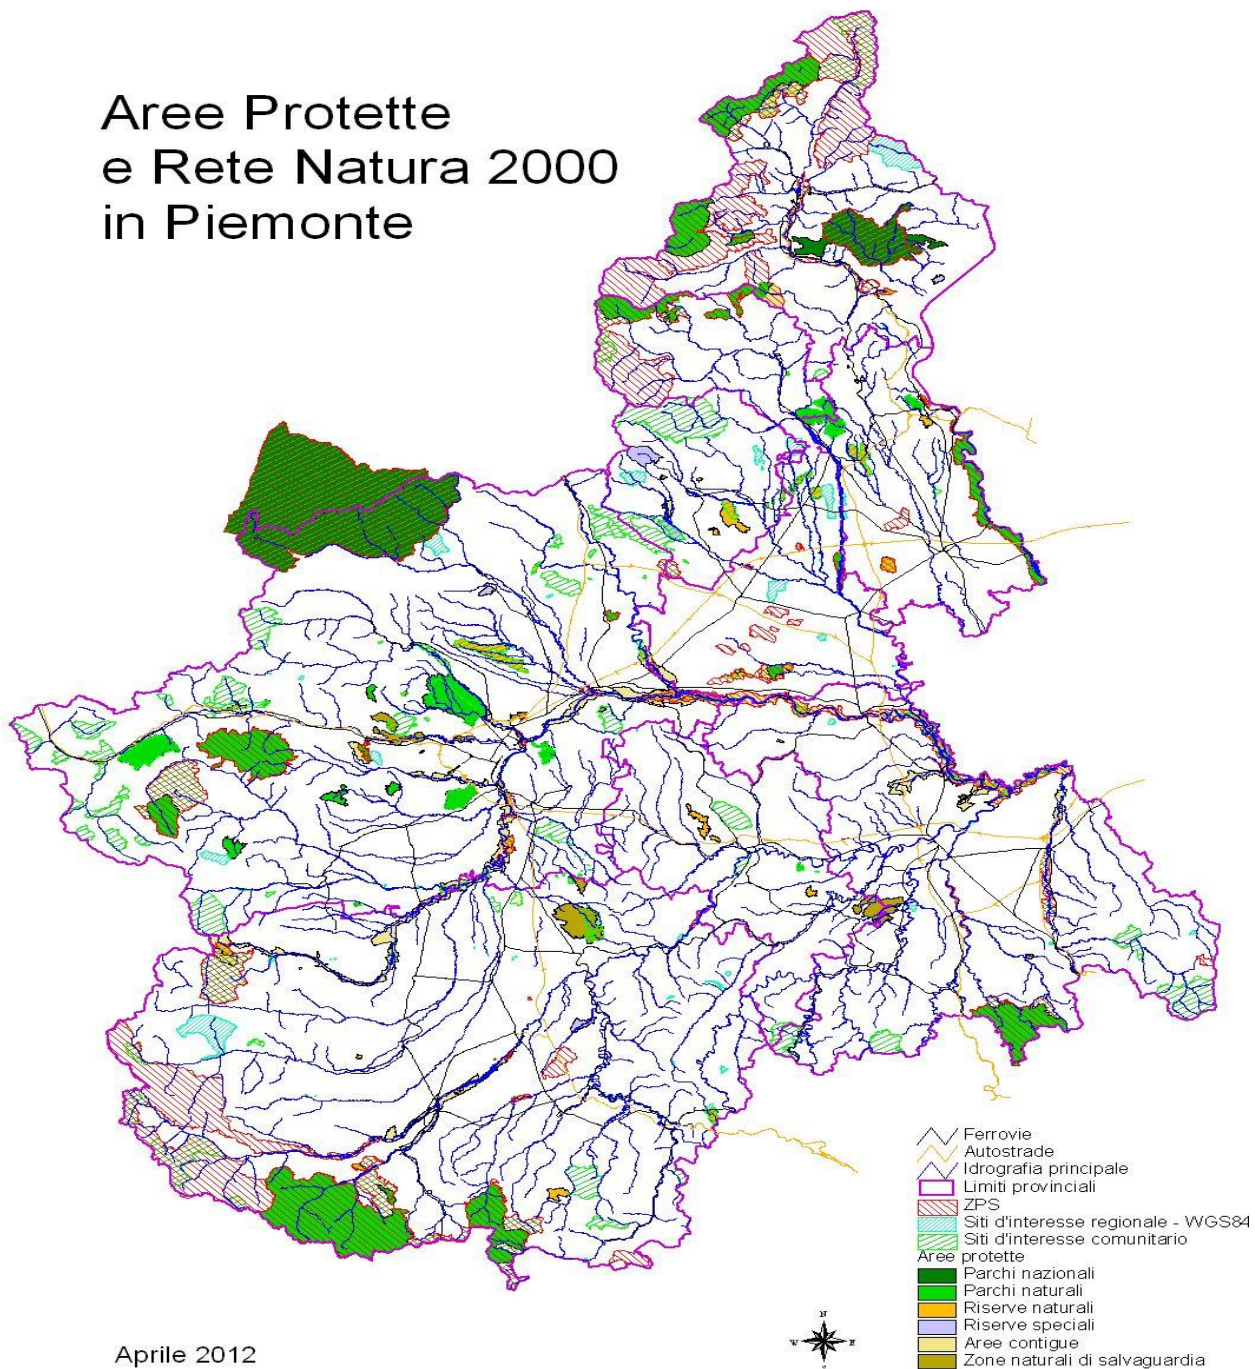 Aree Protette
e Rete Natura 2000
in Piemonte
Ferrovie
Autostrade
Idrografia principale
Limiti provinciali
ZPS
Siti d'interesse regionale - WGS84
Siti d'interesse comunitario
Aree protette
Parchi nazionali
Parchi naturali
Riserve naturali
Riserve speciali
Aree contigue
Zone naturali di salvaguardia
N
W E
Aprile 2012